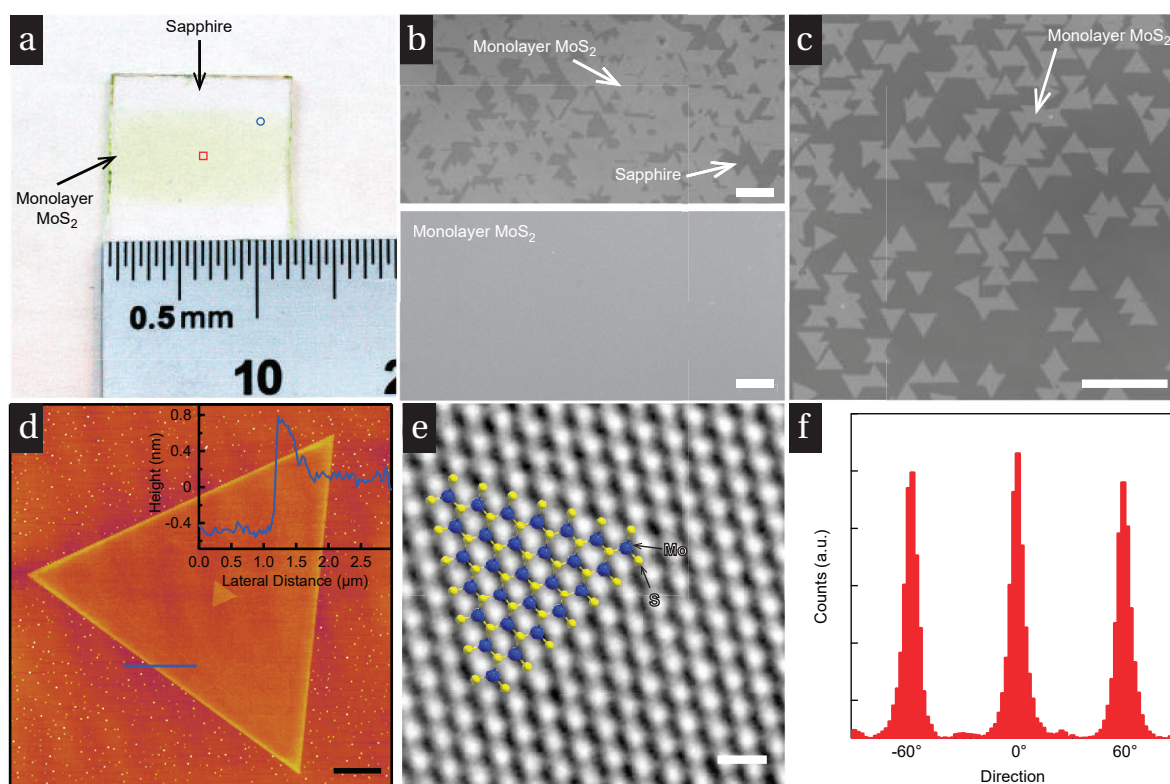 a
Sapphire
Monolayer
MoS₂
0.5 mm
10
b
Monolayer MoS₂
Sapphire
Monolayer MoS₂
c
Monolayer MoS₂
d
0.8
0.4
0
-0.4
Height (nm)
0.0 0.5 1.0 1.5 2.0 2.5
Lateral Distance (µm)
e
Mo
S
f
Counts (a.u.)
-60° 0° 60°
Direction